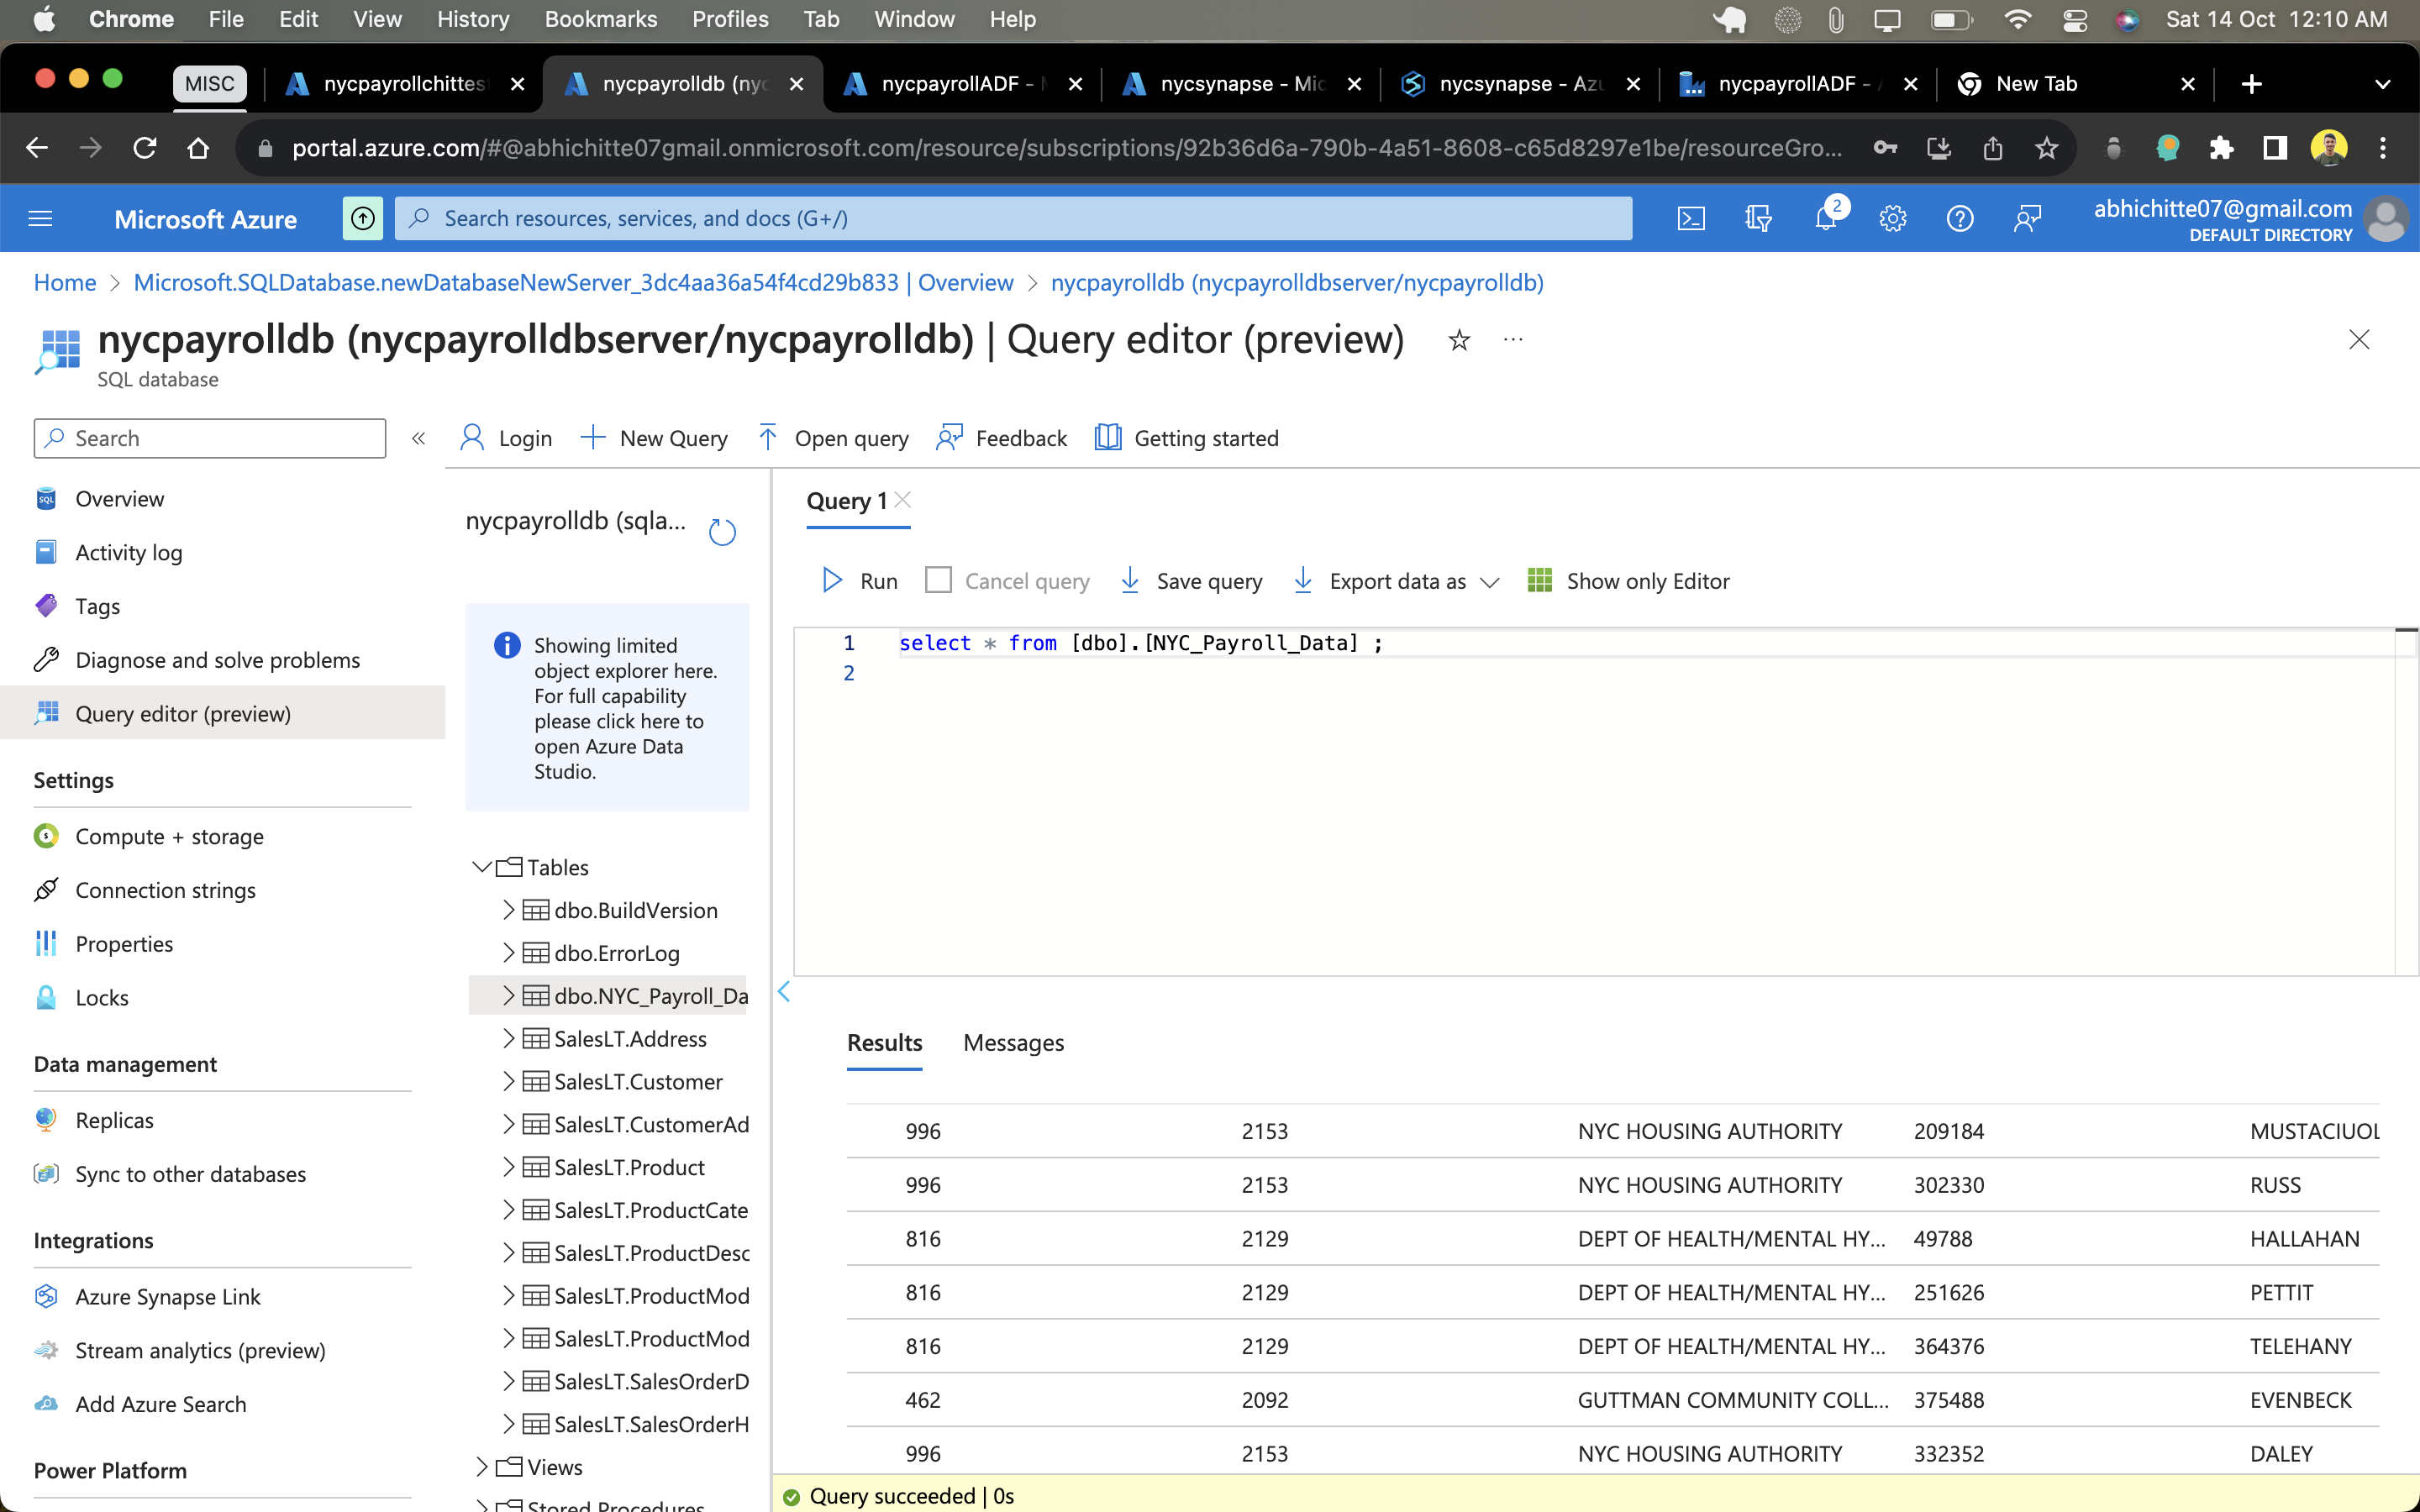 Chrome File Edit View History Bookmarks Profiles Tab Window Help Sat 14 Oct 12:10 AM
MISC nycpayrollchittes nycpayrolldb (nyc nycpayrollADF - nycsynapse - Mic nycsynapse - Azu nycpayrollADF - New Tab
portal.azure.com/#@abhichitte07gmail.onmicrosoft.com/resource/subscriptions/92b36d6a-790b-4a51-8608-c65d8297e1be/resourceGro...
Microsoft Azure
Search resources, services, and docs (G+/)
2
abhichitte07@gmail.com
DEFAULT DIRECTORY
Home > Microsoft.SQLDatabase.newDatabaseNewServer_3dc4aa36a54f4cd29b833 | Overview > nycpayrolldb (nycpayrolldbserver/nycpayrolldb)
nycpayrolldb (nycpayrolldbserver/nycpayrolldb) | Query editor (preview) ...
SQL database
Search
«
Overview
Activity log
Tags
Diagnose and solve problems
Query editor (preview)
Settings
Compute + storage
Connection strings
Properties
Locks
Data management
Replicas
Sync to other databases
Integrations
Azure Synapse Link
Stream analytics (preview)
Add Azure Search
Power Platform
Login New Query Open query Feedback Getting started
nycpayrolldb (sqla...
Showing limited
object explorer here.
For full capability
please click here to
open Azure Data
Studio.
Tables
dbo.BuildVersion
dbo.ErrorLog
dbo.NYC_Payroll_Da
SalesLT.Address
SalesLT.Customer
SalesLT.CustomerAd
SalesLT.Product
SalesLT.ProductCate
SalesLT.ProductDesc
SalesLT.ProductMod
SalesLT.ProductMod
SalesLT.SalesOrderD
SalesLT.SalesOrderH
Views
Stored Procedures
Query 1
Run Cancel query Save query Export data as Show only Editor
1 select * from [dbo].[NYC_Payroll_Data] ;
2
Results Messages
996 2153 NYC HOUSING AUTHORITY 209184 MUSTACIUOL
996 2153 NYC HOUSING AUTHORITY 302330 RUSS
816 2129 DEPT OF HEALTH/MENTAL HY... 49788 HALLAHAN
816 2129 DEPT OF HEALTH/MENTAL HY... 251626 PETTIT
816 2129 DEPT OF HEALTH/MENTAL HY... 364376 TELEHANY
462 2092 GUTTMAN COMMUNITY COLL... 375488 EVENBECK
996 2153 NYC HOUSING AUTHORITY 332352 DALEY
Query succeeded | 0s